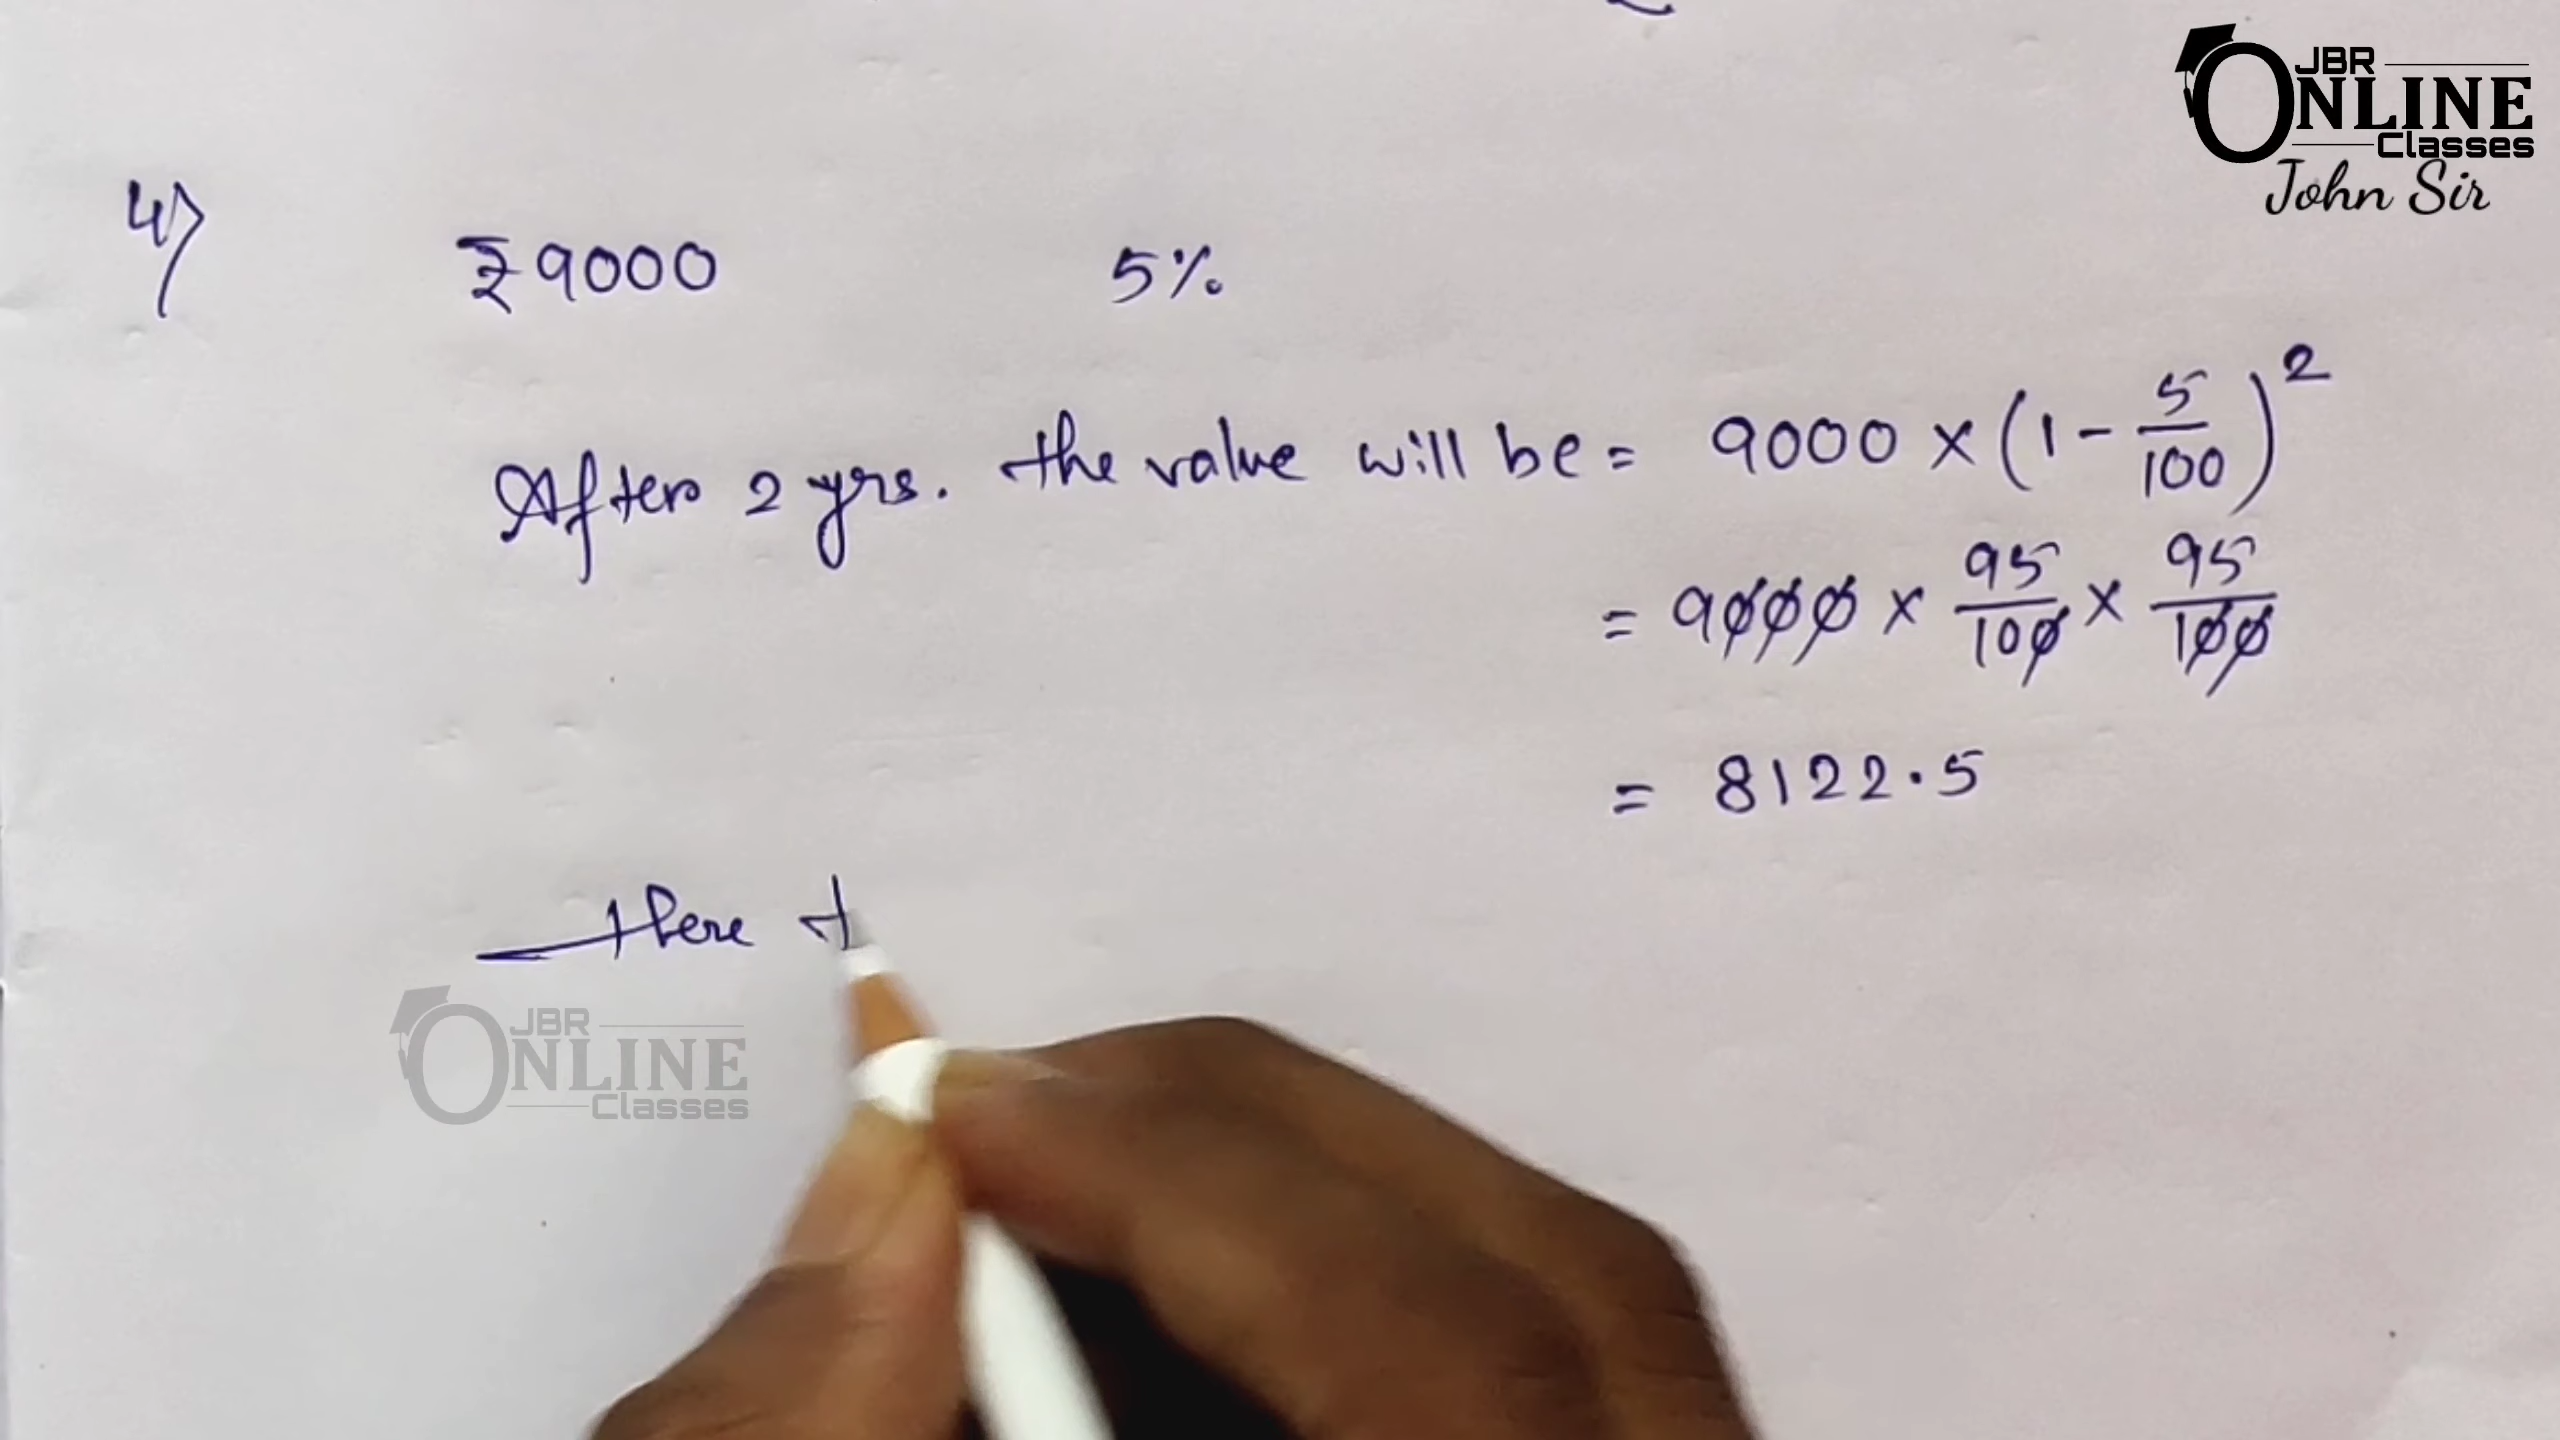 JBR
ONLINE
Classes
John Sir
4)
₹9000 5%
After 2 yrs. the value will be = 9000 × (1 - 5/100)²
= 9000 × 95/100 × 95/100
= 8122.5
there
JBR
ONLINE
Classes